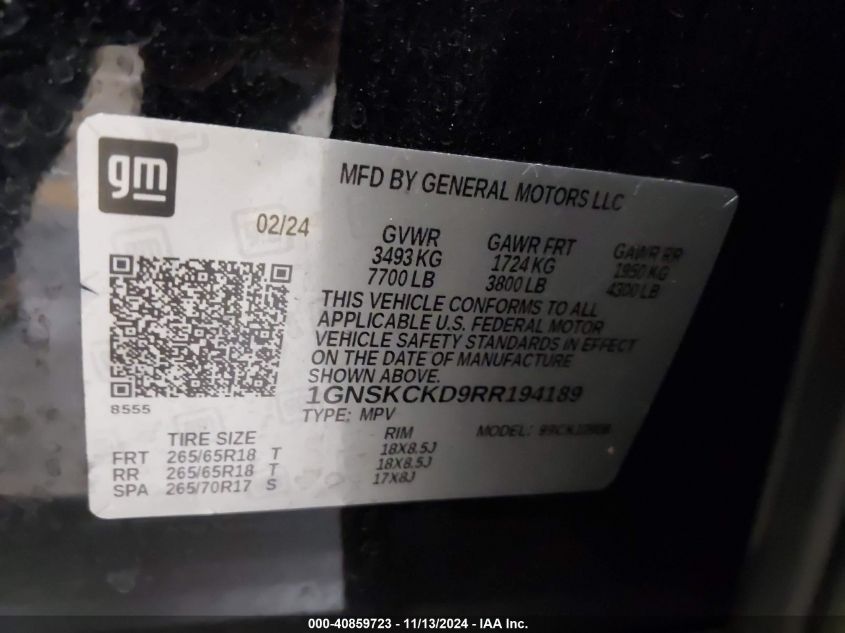 gm
MFD BY GENERAL MOTORS LLC
02/24
GVWR GAWR FRT GAWR RR
3493 KG 1724 KG 1950 KG
7700 LB 3800 LB 4300 LB
THIS VEHICLE CONFORMS TO ALL
APPLICABLE U.S. FEDERAL MOTOR
VEHICLE SAFETY STANDARDS IN EFFECT
ON THE DATE OF MANUFACTURE
SHOWN ABOVE.
8555
1GNSKCKD9RR194189
TYPE: MPV MODEL:
TIRE SIZE RIM
FRT 265/65R18 T 18X8.5J
RR 265/65R18 T 18X8.5J
SPA 265/70R17 S 17X8J
000-40859723 - 11/13/2024 - IAA Inc.